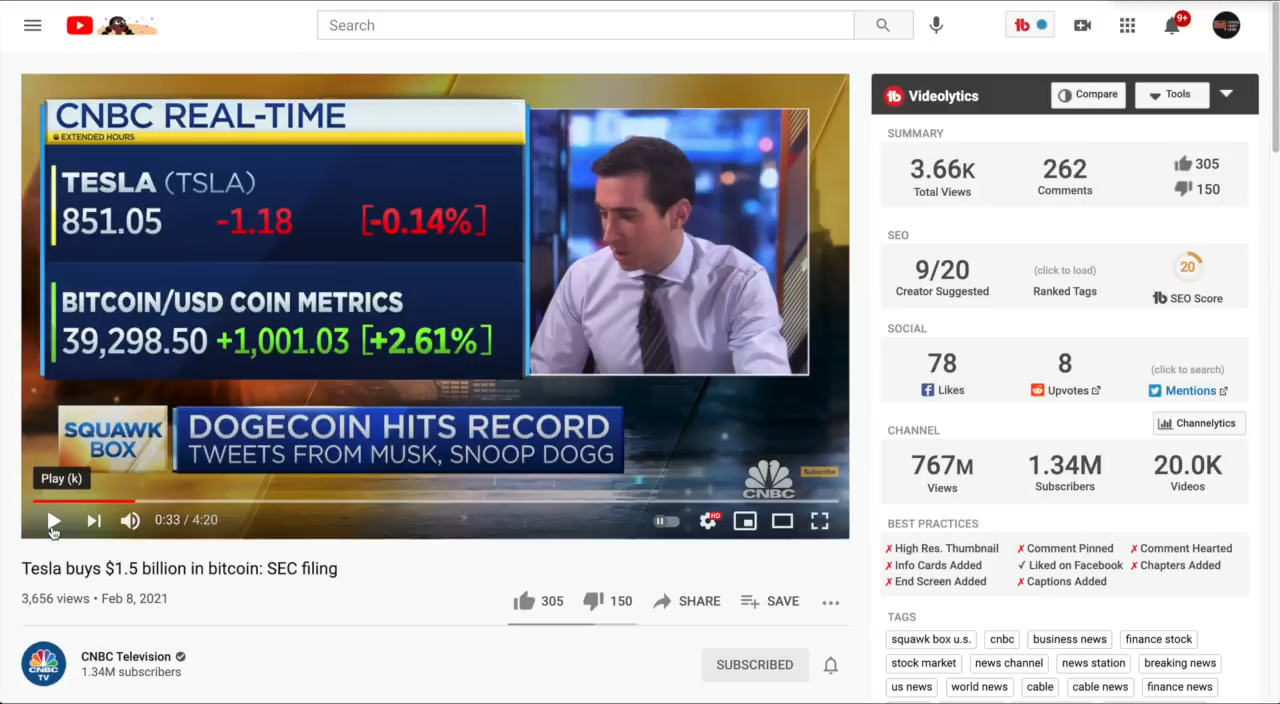 Search
9+
CNBC REAL-TIME
EXTENDED HOURS
TESLA (TSLA)
851.05 -1.18 [-0.14%]
BITCOIN/USD COIN METRICS
39,298.50 +1,001.03 [+2.61%]
SQUAWK BOX
DOGECOIN HITS RECORD
TWEETS FROM MUSK, SNOOP DOGG
CNBC
Subscribe
Play (k)
0:33 / 4:20
HD
Tesla buys $1.5 billion in bitcoin: SEC filing
3,656 views • Feb 8, 2021
305 150 SHARE SAVE
CNBC TV
CNBC Television
1.34M subscribers
SUBSCRIBED
tb Videolytics Compare Tools
SUMMARY
3.66K 262 305
Total Views Comments 150
SEO
9/20 (click to load) 20
Creator Suggested Ranked Tags tb SEO Score
SOCIAL
78 8 (click to search)
Likes Upvotes Mentions
CHANNEL Channelytics
767M 1.34M 20.0K
Views Subscribers Videos
BEST PRACTICES
✗ High Res. Thumbnail ✗ Comment Pinned ✗ Comment Hearted
✗ Info Cards Added ✓ Liked on Facebook ✗ Chapters Added
✗ End Screen Added ✗ Captions Added
TAGS
squawk box u.s. cnbc business news finance stock
stock market news channel news station breaking news
us news world news cable cable news finance news